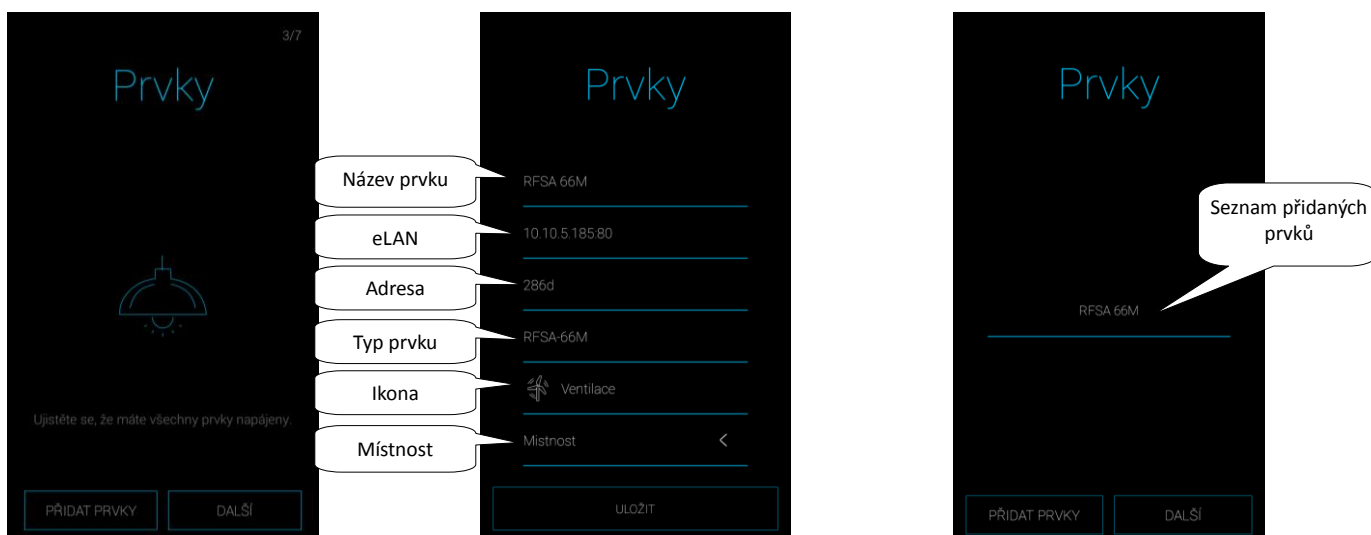 3/7
Prvky
Ujistěte se, že máte všechny prvky napájeny.
PŘIDAT PRVKY
DALŠÍ
Název prvku
eLAN
Adresa
Typ prvku
Ikona
Místnost
Prvky
RFSA 66M
10.10.5.185:80
286d
RFSA-66M
Ventilace
Mistnost
ULOŽIT
Prvky
Seznam přidaných
prvků
RFSA 66M
PŘIDAT PRVKY
DALŠÍ